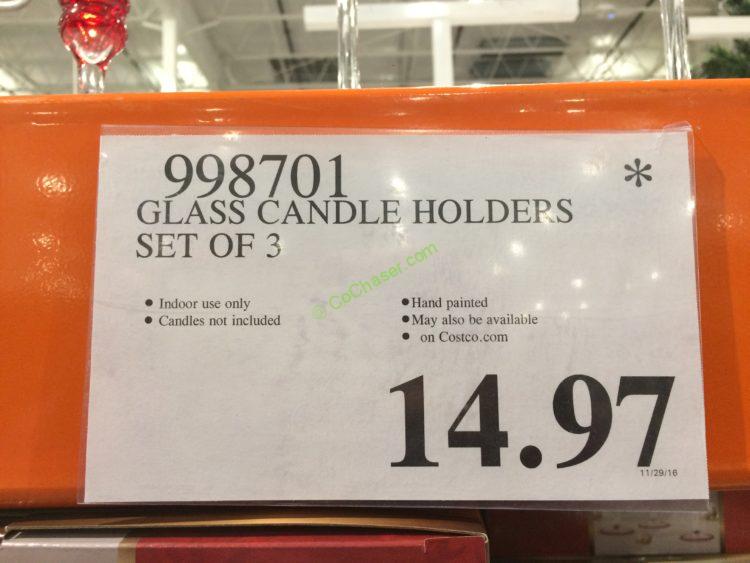 998701 *
GLASS CANDLE HOLDERS
SET OF 3
• Indoor use only
• Candles not included
• Hand painted
• May also be available
• on Costco.com
@ CoChaser.com
14.97
11/29/16